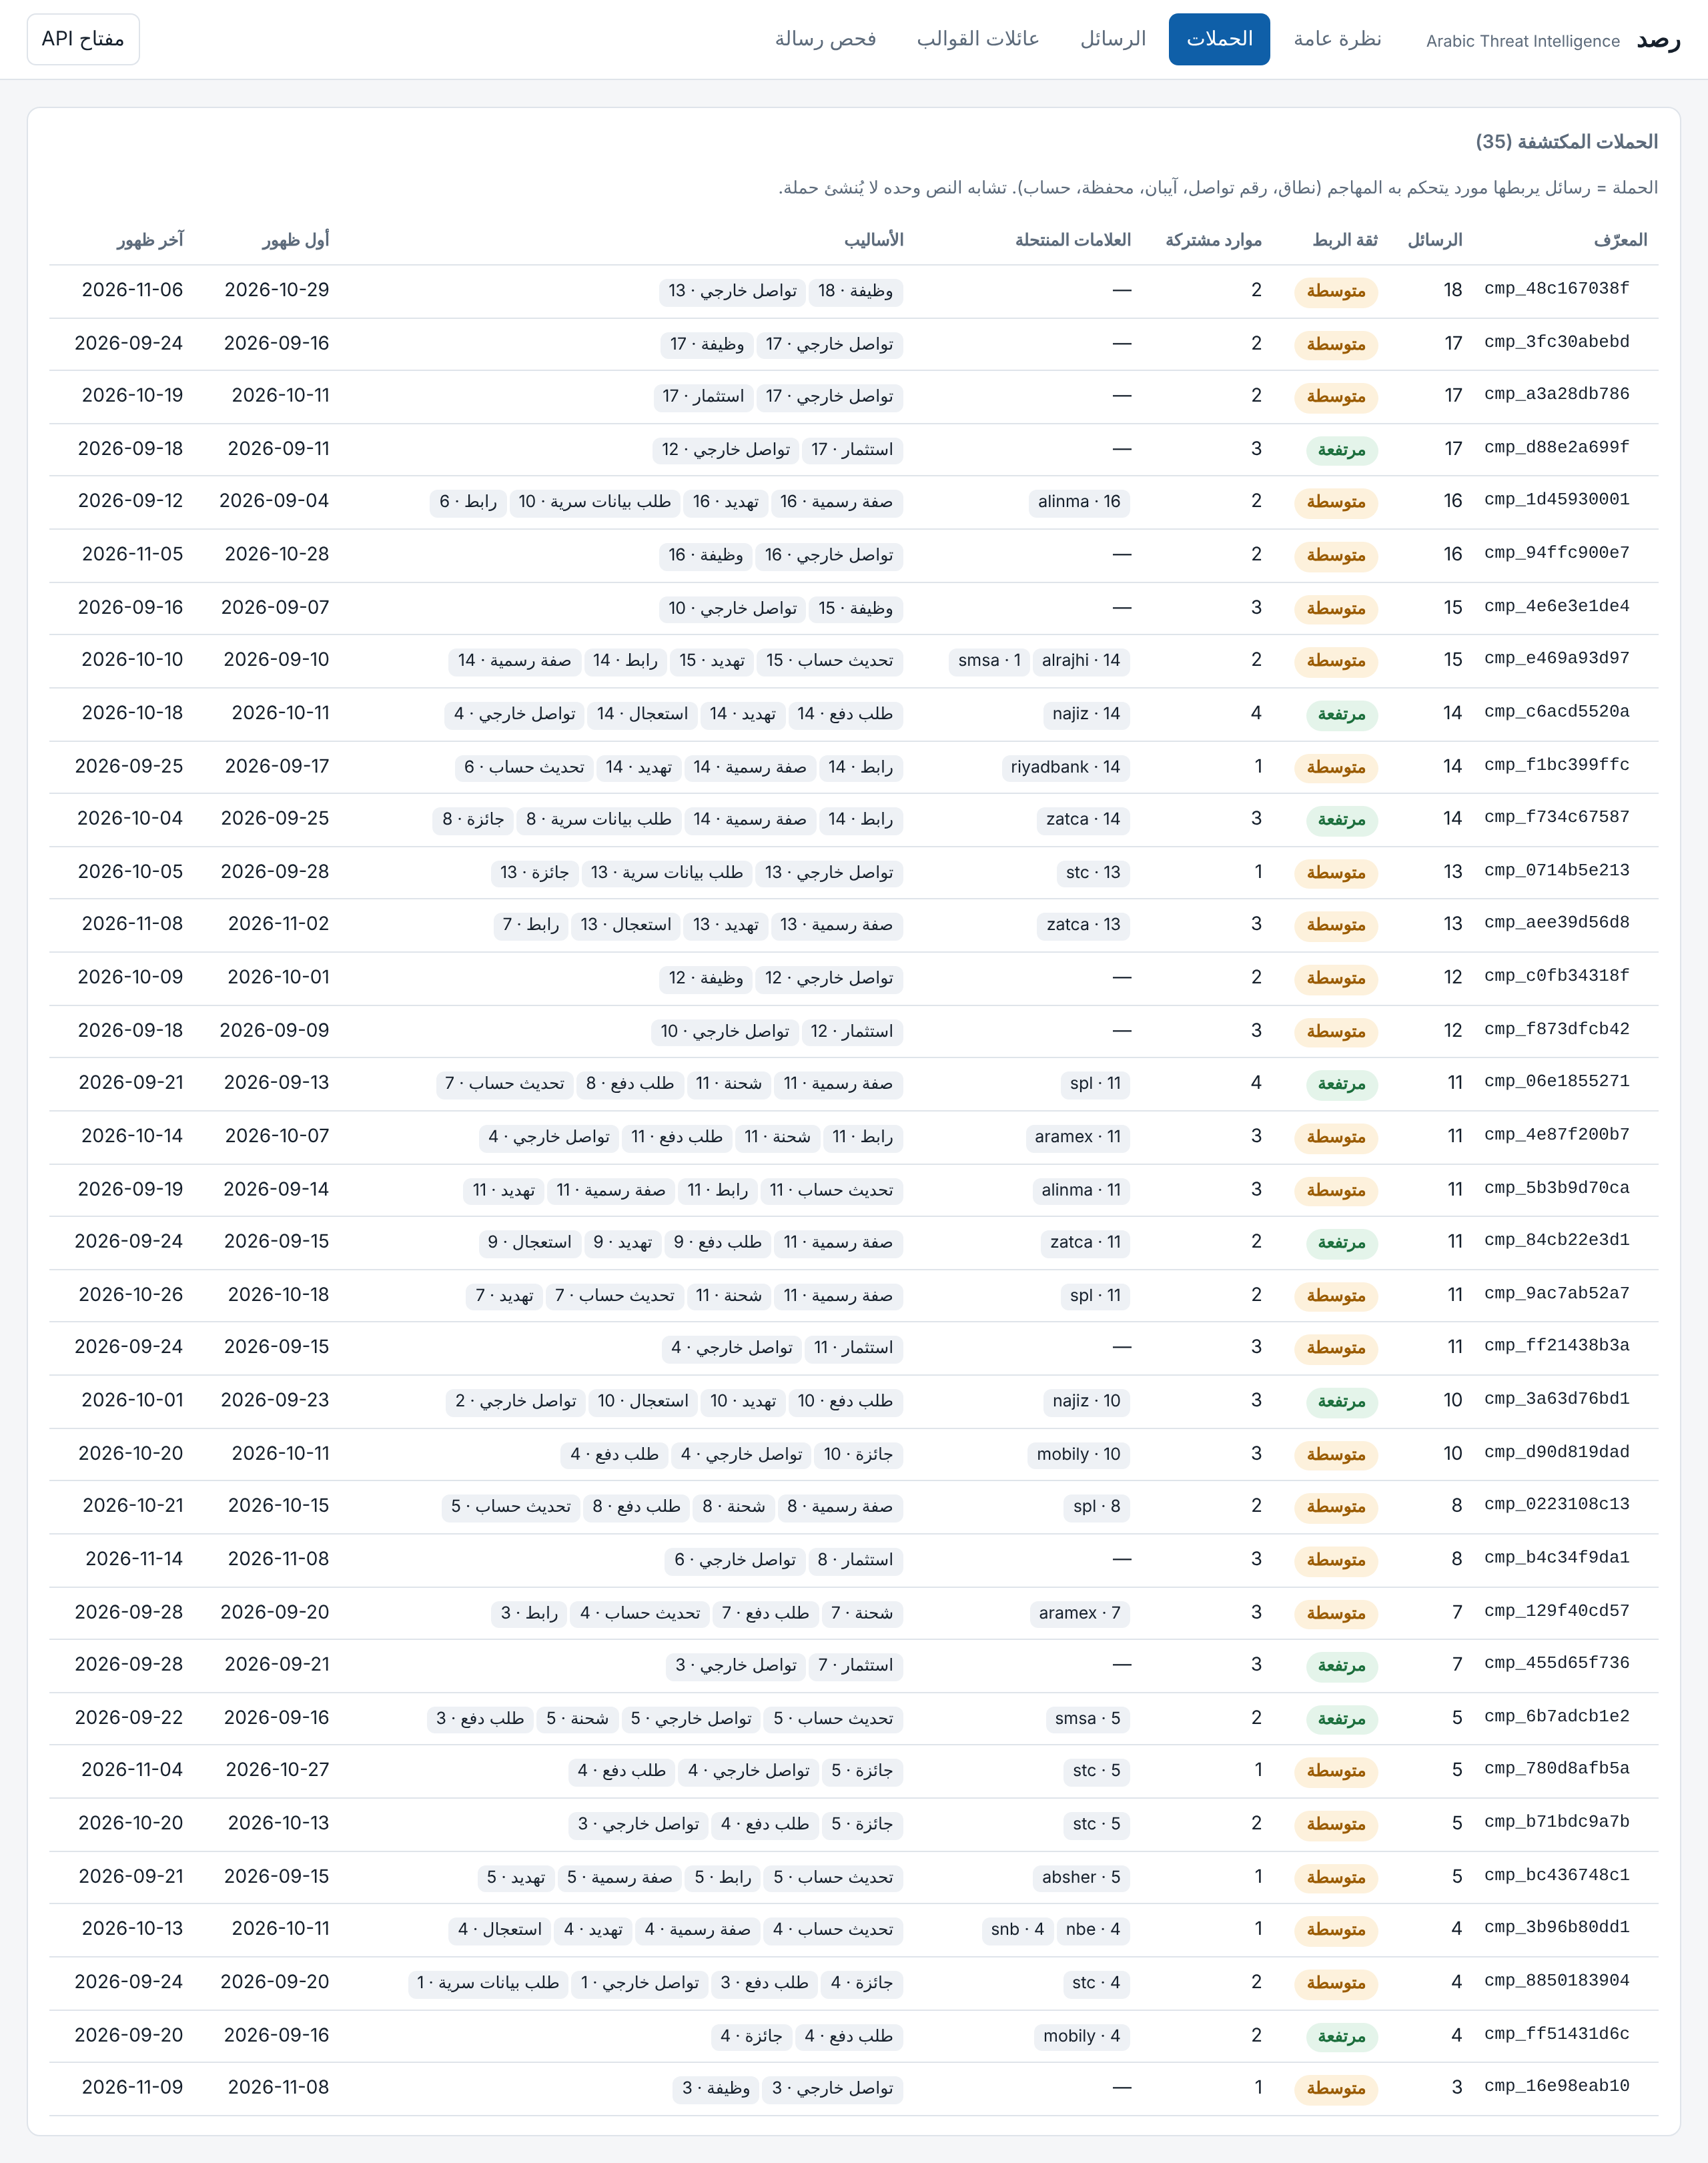 رصد Arabic Threat Intelligence نظرة عامة الحملات الرسائل عائلات القوالب فحص رسالة مفتاح API
الحملات المكتشفة (35)
الحملة = رسائل يربطها مورد يتحكم به المهاجم (نطاق، رقم تواصل، آيبان، محفظة، حساب). تشابه النص وحده لا يُنشئ حملة.
المعرّف الرسائل ثقة الربط موارد مشتركة العلامات المنتحلة الأساليب أول ظهور آخر ظهور
cmp_48c167038f 18 متوسطة 2 — وظيفة · 18 تواصل خارجي · 13 2026-10-29 2026-11-06
cmp_3fc30abebd 17 متوسطة 2 — تواصل خارجي · 17 وظيفة · 17 2026-09-16 2026-09-24
cmp_a3a28db786 17 متوسطة 2 — تواصل خارجي · 17 استثمار · 17 2026-10-11 2026-10-19
cmp_d88e2a699f 17 مرتفعة 3 — استثمار · 17 تواصل خارجي · 12 2026-09-11 2026-09-18
cmp_1d45930001 16 متوسطة 2 alinma · 16 صفة رسمية · 16 تهديد · 16 طلب بيانات سرية · 10 رابط · 6 2026-09-04 2026-09-12
cmp_94ffc900e7 16 متوسطة 2 — تواصل خارجي · 16 وظيفة · 16 2026-10-28 2026-11-05
cmp_4e6e3e1de4 15 متوسطة 3 — وظيفة · 15 تواصل خارجي · 10 2026-09-07 2026-09-16
cmp_e469a93d97 15 متوسطة 2 alrajhi · 14 smsa · 1 تحديث حساب · 15 تهديد · 15 رابط · 14 صفة رسمية · 14 2026-09-10 2026-10-10
cmp_c6acd5520a 14 مرتفعة 4 najiz · 14 طلب دفع · 14 تهديد · 14 استعجال · 14 تواصل خارجي · 4 2026-10-11 2026-10-18
cmp_f1bc399ffc 14 متوسطة 1 riyadbank · 14 رابط · 14 صفة رسمية · 14 تهديد · 14 تحديث حساب · 6 2026-09-17 2026-09-25
cmp_f734c67587 14 مرتفعة 3 zatca · 14 رابط · 14 صفة رسمية · 14 طلب بيانات سرية · 8 جائزة · 8 2026-09-25 2026-10-04
cmp_0714b5e213 13 متوسطة 1 stc · 13 تواصل خارجي · 13 طلب بيانات سرية · 13 جائزة · 13 2026-09-28 2026-10-05
cmp_aee39d56d8 13 متوسطة 3 zatca · 13 صفة رسمية · 13 تهديد · 13 استعجال · 13 رابط · 7 2026-11-02 2026-11-08
cmp_c0fb34318f 12 متوسطة 2 — تواصل خارجي · 12 وظيفة · 12 2026-10-01 2026-10-09
cmp_f873dfcb42 12 متوسطة 3 — استثمار · 12 تواصل خارجي · 10 2026-09-09 2026-09-18
cmp_06e1855271 11 مرتفعة 4 spl · 11 صفة رسمية · 11 شحنة · 11 طلب دفع · 8 تحديث حساب · 7 2026-09-13 2026-09-21
cmp_4e87f200b7 11 متوسطة 3 aramex · 11 رابط · 11 شحنة · 11 طلب دفع · 11 تواصل خارجي · 4 2026-10-07 2026-10-14
cmp_5b3b9d70ca 11 متوسطة 3 alinma · 11 تحديث حساب · 11 رابط · 11 صفة رسمية · 11 تهديد · 11 2026-09-14 2026-09-19
cmp_84cb22e3d1 11 مرتفعة 2 zatca · 11 صفة رسمية · 11 طلب دفع · 9 تهديد · 9 استعجال · 9 2026-09-15 2026-09-24
cmp_9ac7ab52a7 11 متوسطة 2 spl · 11 صفة رسمية · 11 شحنة · 11 تحديث حساب · 7 تهديد · 7 2026-10-18 2026-10-26
cmp_ff21438b3a 11 متوسطة 3 — استثمار · 11 تواصل خارجي · 4 2026-09-15 2026-09-24
cmp_3a63d76bd1 10 مرتفعة 3 najiz · 10 طلب دفع · 10 تهديد · 10 استعجال · 10 تواصل خارجي · 2 2026-09-23 2026-10-01
cmp_d90d819dad 10 متوسطة 3 mobily · 10 جائزة · 10 تواصل خارجي · 4 طلب دفع · 4 2026-10-11 2026-10-20
cmp_0223108c13 8 متوسطة 2 spl · 8 صفة رسمية · 8 شحنة · 8 طلب دفع · 8 تحديث حساب · 5 2026-10-15 2026-10-21
cmp_b4c34f9da1 8 متوسطة 3 — استثمار · 8 تواصل خارجي · 6 2026-11-08 2026-11-14
cmp_129f40cd57 7 متوسطة 3 aramex · 7 شحنة · 7 طلب دفع · 7 تحديث حساب · 4 رابط · 3 2026-09-20 2026-09-28
cmp_455d65f736 7 مرتفعة 3 — استثمار · 7 تواصل خارجي · 3 2026-09-21 2026-09-28
cmp_6b7adcb1e2 5 مرتفعة 2 smsa · 5 تحديث حساب · 5 تواصل خارجي · 5 شحنة · 5 طلب دفع · 3 2026-09-16 2026-09-22
cmp_780d8afb5a 5 متوسطة 1 stc · 5 جائزة · 5 تواصل خارجي · 4 طلب دفع · 4 2026-10-27 2026-11-04
cmp_b71bdc9a7b 5 متوسطة 2 stc · 5 جائزة · 5 طلب دفع · 4 تواصل خارجي · 3 2026-10-13 2026-10-20
cmp_bc436748c1 5 متوسطة 1 absher · 5 تحديث حساب · 5 رابط · 5 صفة رسمية · 5 تهديد · 5 2026-09-15 2026-09-21
cmp_3b96b80dd1 4 متوسطة 1 nbe · 4 snb · 4 تحديث حساب · 4 صفة رسمية · 4 تهديد · 4 استعجال · 4 2026-10-11 2026-10-13
cmp_8850183904 4 متوسطة 2 stc · 4 جائزة · 4 طلب دفع · 3 تواصل خارجي · 1 طلب بيانات سرية · 1 2026-09-20 2026-09-24
cmp_ff51431d6c 4 مرتفعة 2 mobily · 4 طلب دفع · 4 جائزة · 4 2026-09-16 2026-09-20
cmp_16e98eab10 3 متوسطة 1 — تواصل خارجي · 3 وظيفة · 3 2026-11-08 2026-11-09